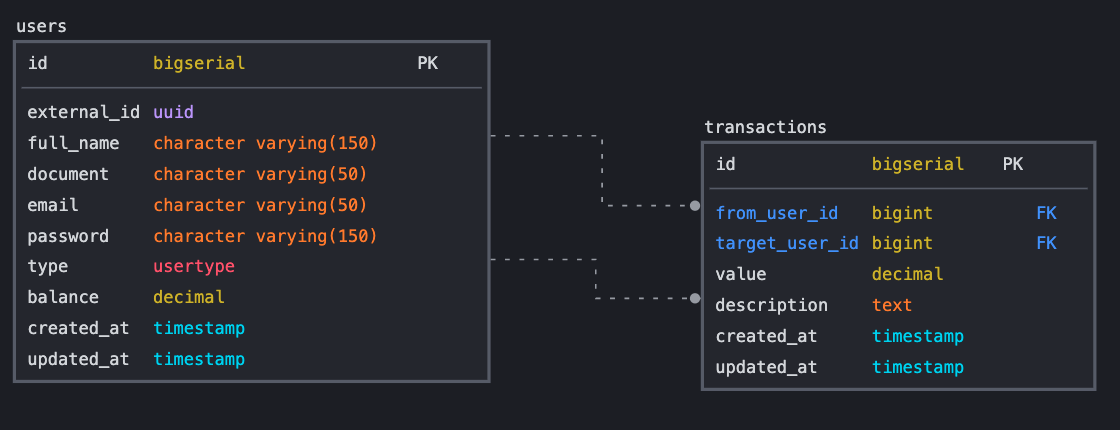 users
id bigserial PK
external_id uuid
full_name character varying(150)
document character varying(50)
email character varying(50)
password character varying(150)
type usertype
balance decimal
created_at timestamp
updated_at timestamp
transactions
id bigserial PK
from_user_id bigint FK
target_user_id bigint FK
value decimal
description text
created_at timestamp
updated_at timestamp